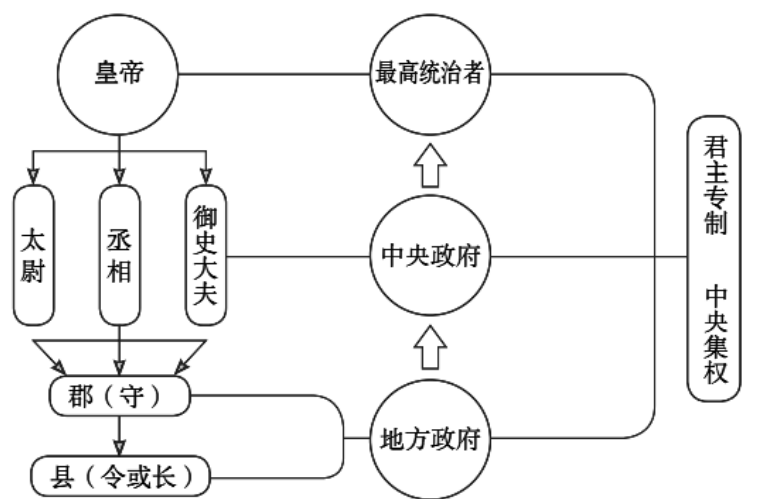 皇帝
最高统治者
太尉
丞相
御史大夫
中央政府
君主专制 中央集权
郡（守）
县（令或长）
地方政府